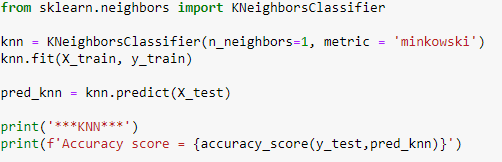 from sklearn.neighbors import KNeighborsClassifier
knn = KNeighborsClassifier(n_neighbors=1, metric = 'minkowski')
knn.fit(X_train, y_train)
pred_knn = knn.predict(X_test)
print('***KNN***')
print(f'Accuracy score = {accuracy_score(y_test,pred_knn)}')